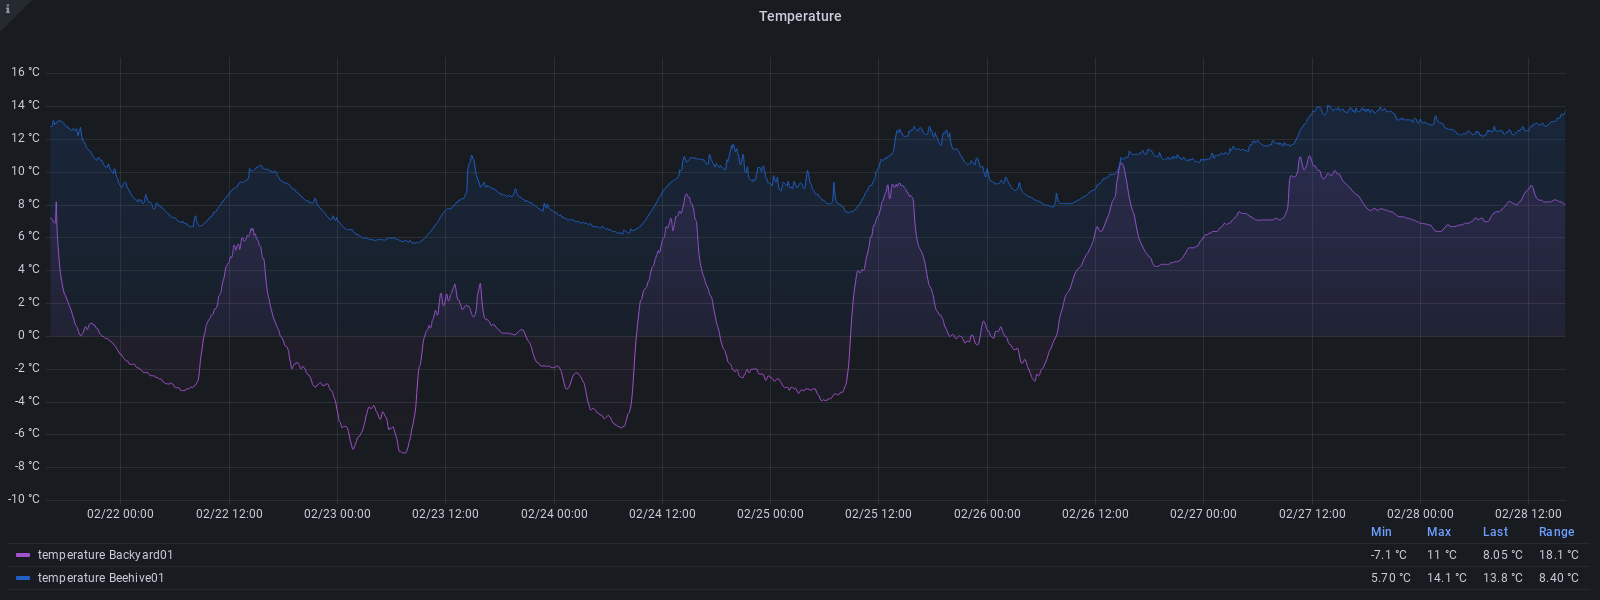 i
Temperature
16 °C
14 °C
12 °C
10 °C
8 °C
6 °C
4 °C
2 °C
0 °C
-2 °C
-4 °C
-6 °C
-8 °C
-10 °C
02/22 00:00 02/22 12:00 02/23 00:00 02/23 12:00 02/24 00:00 02/24 12:00 02/25 00:00 02/25 12:00 02/26 00:00 02/26 12:00 02/27 00:00 02/27 12:00 02/28 00:00 02/28 12:00
Min Max Last Range
temperature Backyard01 -7.1 °C 11 °C 8.05 °C 18.1 °C
temperature Beehive01 5.70 °C 14.1 °C 13.8 °C 8.40 °C